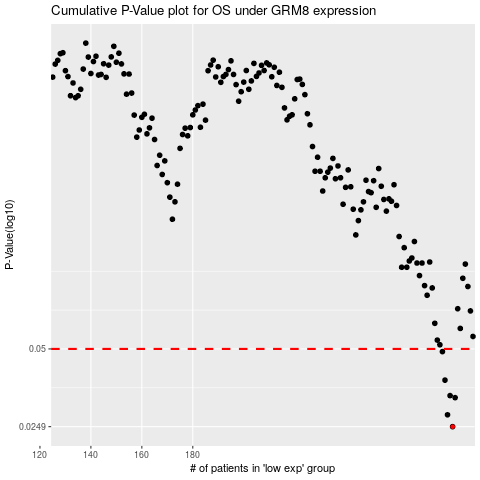 Cumulative P-Value plot for OS under GRM8 expression
P-Value(log10)
0.05
0.0249
120 140 160 180
# of patients in 'low exp' group